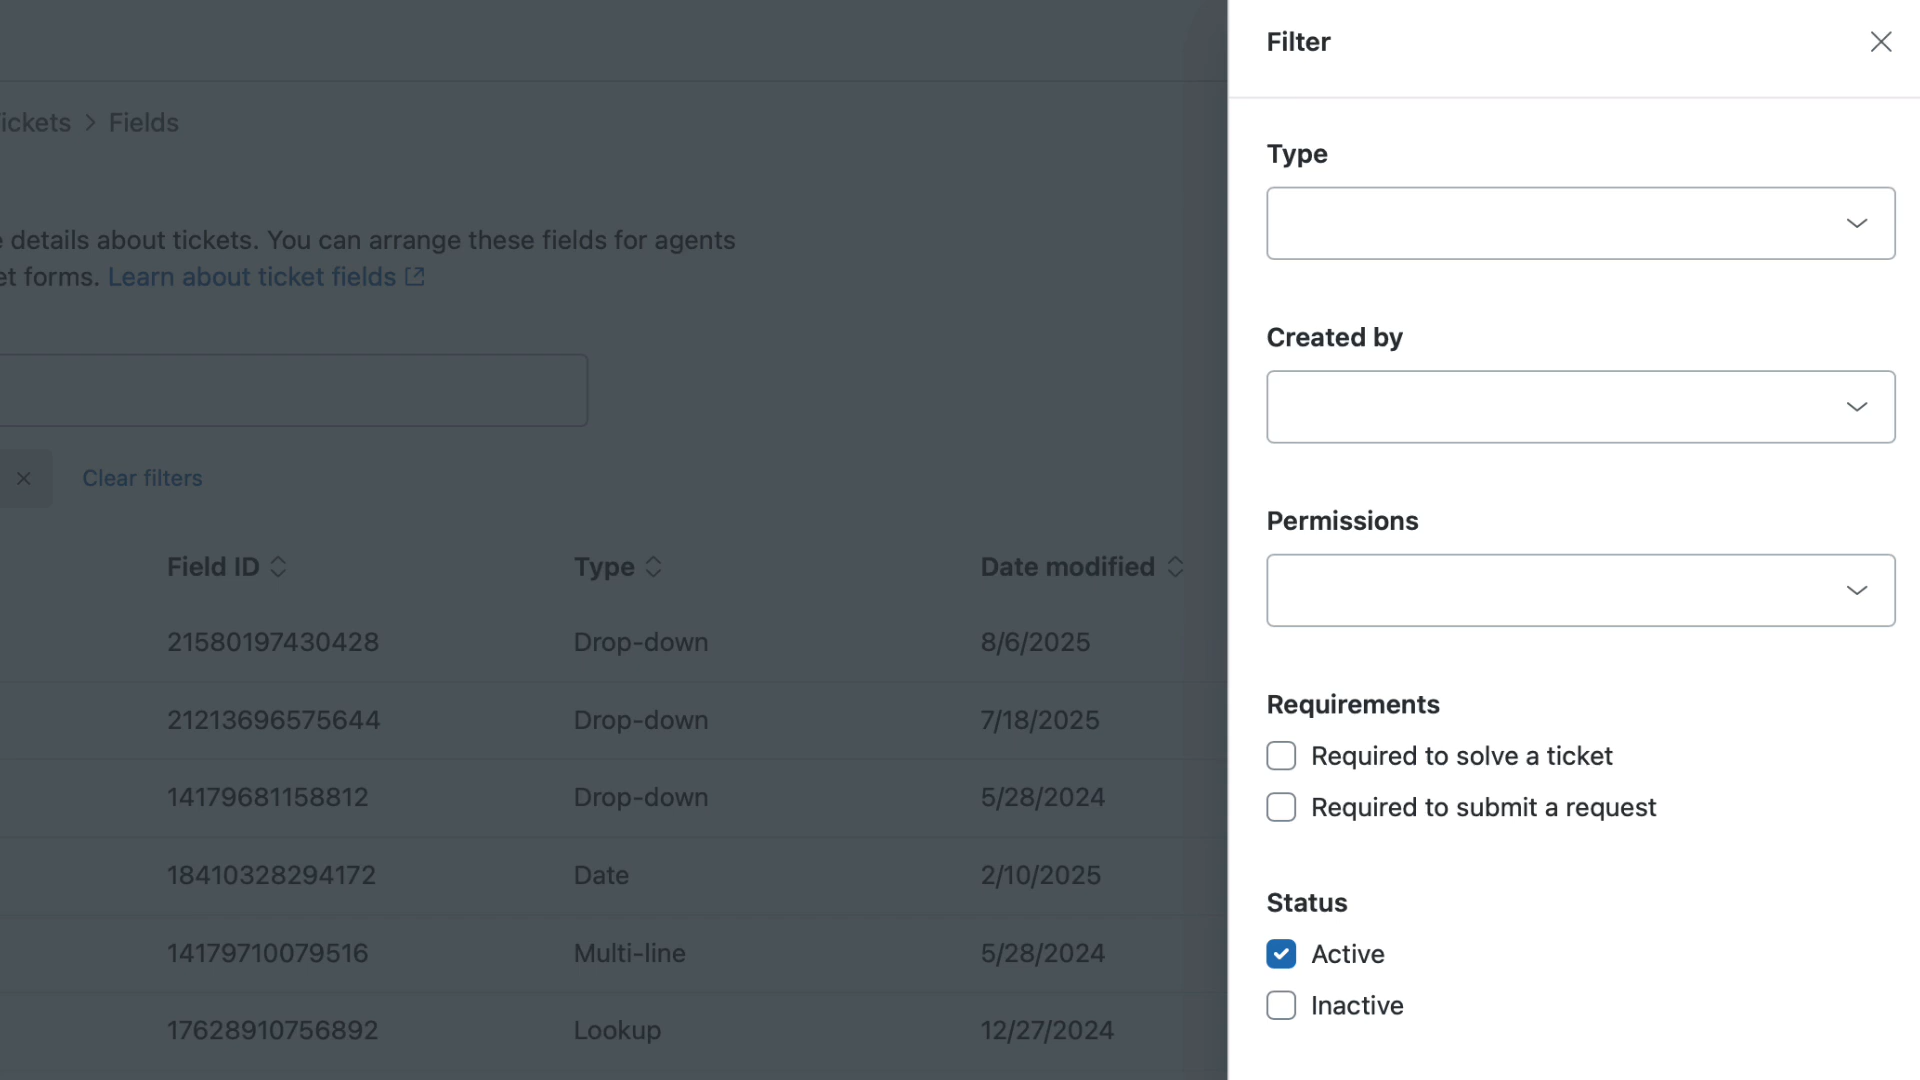 ickets > Fields
details about tickets. You can arrange these fields for agents
et forms. Learn about ticket fields
Clear filters
Field ID Type Date modified
21580197430428 Drop-down 8/6/2025
21213696575644 Drop-down 7/18/2025
14179681158812 Drop-down 5/28/2024
18410328294172 Date 2/10/2025
14179710079516 Multi-line 5/28/2024
17628910756892 Lookup 12/27/2024
Filter
Type
Created by
Permissions
Requirements
Required to solve a ticket
Required to submit a request
Status
Active
Inactive